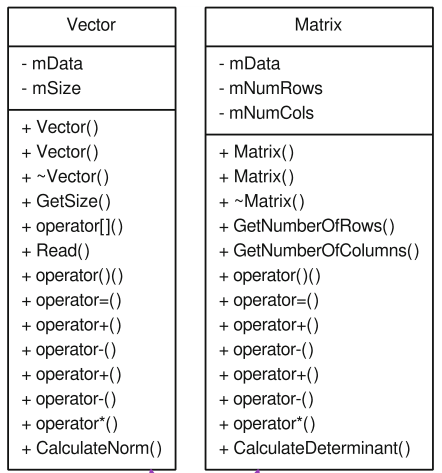 Vector
- mData
- mSize
+ Vector()
+ Vector()
+ ~Vector()
+ GetSize()
+ operator[]()
+ Read()
+ operator()()
+ operator=()
+ operator+()
+ operator-()
+ operator+()
+ operator-()
+ operator*()
+ CalculateNorm()
Matrix
- mData
- mNumRows
- mNumCols
+ Matrix()
+ Matrix()
+ ~Matrix()
+ GetNumberOfRows()
+ GetNumberOfColumns()
+ operator()()
+ operator=()
+ operator+()
+ operator-()
+ operator+()
+ operator-()
+ operator*()
+ CalculateDeterminant()